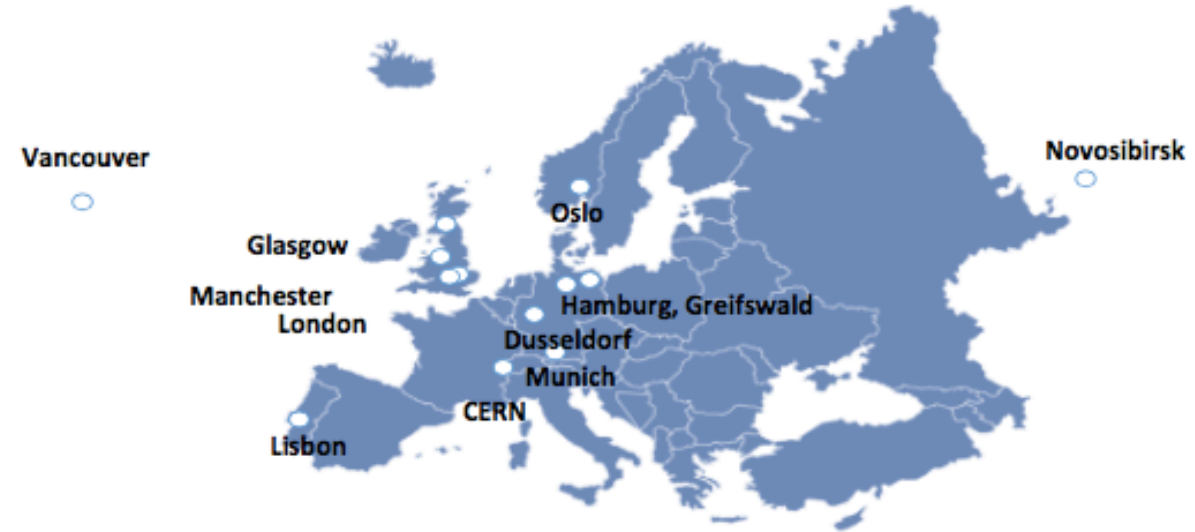 Vancouver
Novosibirsk
Oslo
Glasgow
Manchester
London
Hamburg, Greifswald
Dusseldorf
Munich
CERN
Lisbon